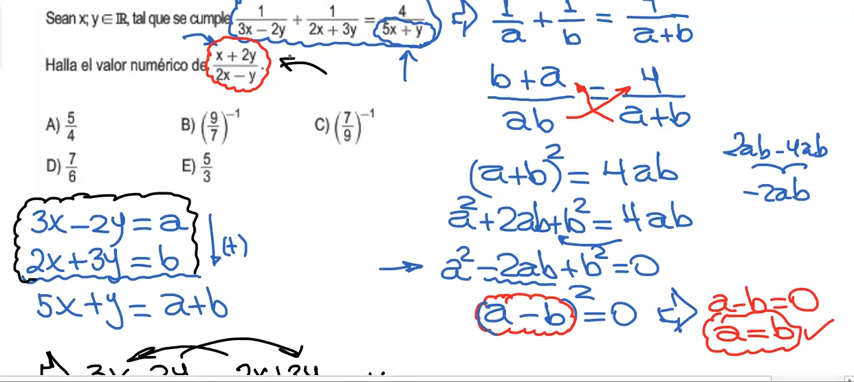 Sean x; y ∈ ℝ, tal que se cumple 1/(3x − 2y) + 1/(2x + 3y) = 4/(5x + y)
Halla el valor numérico de (x + 2y)/(2x − y).
A) 5/4
B) (9/7)^−1
C) (7/9)^−1
D) 7/6
E) 5/3
3x−2y=a
2x+3y=b
(+)
5x+y=a+b
1/a + 1/b = 4/(a+b)
(b+a)/ab = 4/(a+b)
(a+b)²=4ab
a²+2ab+b²=4ab
2ab−4ab
−2ab
a²−2ab+b²=0
(a−b)²=0 ⇒ a−b=0
a=b ✓